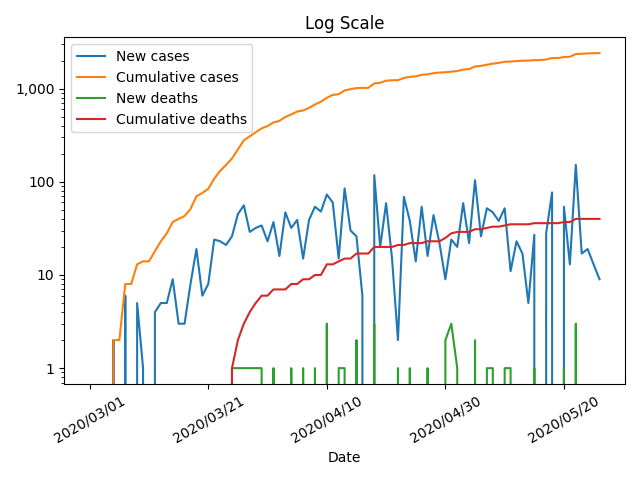 Log Scale
New cases
Cumulative cases
New deaths
Cumulative deaths
1,000
100
10
1
2020/03/01
2020/03/21
2020/04/10
2020/04/30
2020/05/20
Date